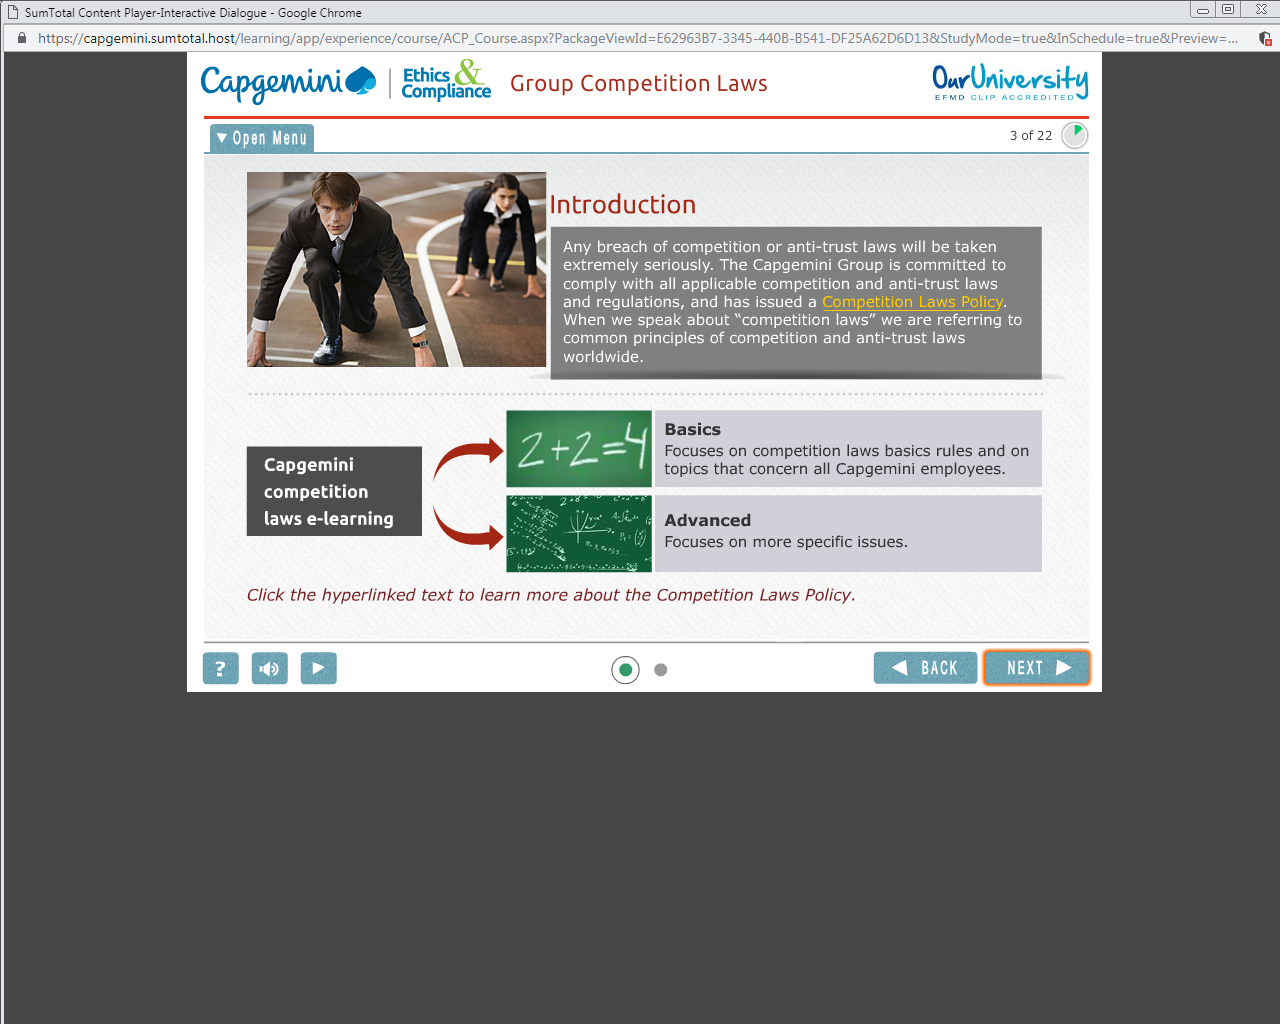 SumTotal Content Player-Interactive Dialogue - Google Chrome
https://capgemini.sumtotal.host/learning/app/experience/course/ACP_Course.aspx?PackageViewId=E62963B7-3345-440B-B541-DF25A62D6D13&StudyMode=true&InSchedule=true&Preview=...
Capgemini
Ethics &
Compliance
Group Competition Laws
OurUniversity
EFMD CLIP ACCREDITED
Open Menu
3 of 22
Introduction
Any breach of competition or anti-trust laws will be taken
extremely seriously. The Capgemini Group is committed to
comply with all applicable competition and anti-trust laws
and regulations, and has issued a Competition Laws Policy.
When we speak about “competition laws” we are referring to
common principles of competition and anti-trust laws
worldwide.
Capgemini
competition
laws e-learning
2+2=4
Basics
Focuses on competition laws basics rules and on
topics that concern all Capgemini employees.
Advanced
Focuses on more specific issues.
Click the hyperlinked text to learn more about the Competition Laws Policy.
?
BACK
NEXT